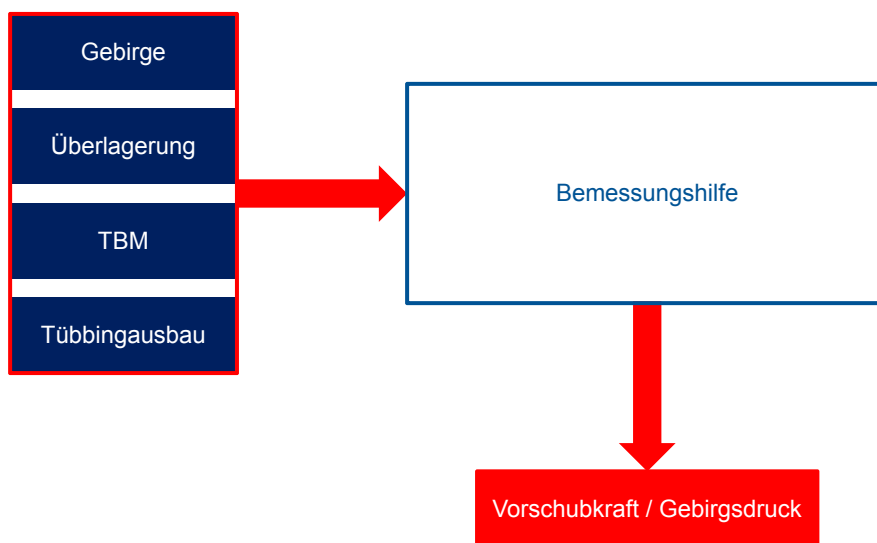 Gebirge
Überlagerung
TBM
Tübbingausbau
Bemessungshilfe
Vorschubkraft / Gebirgsdruck